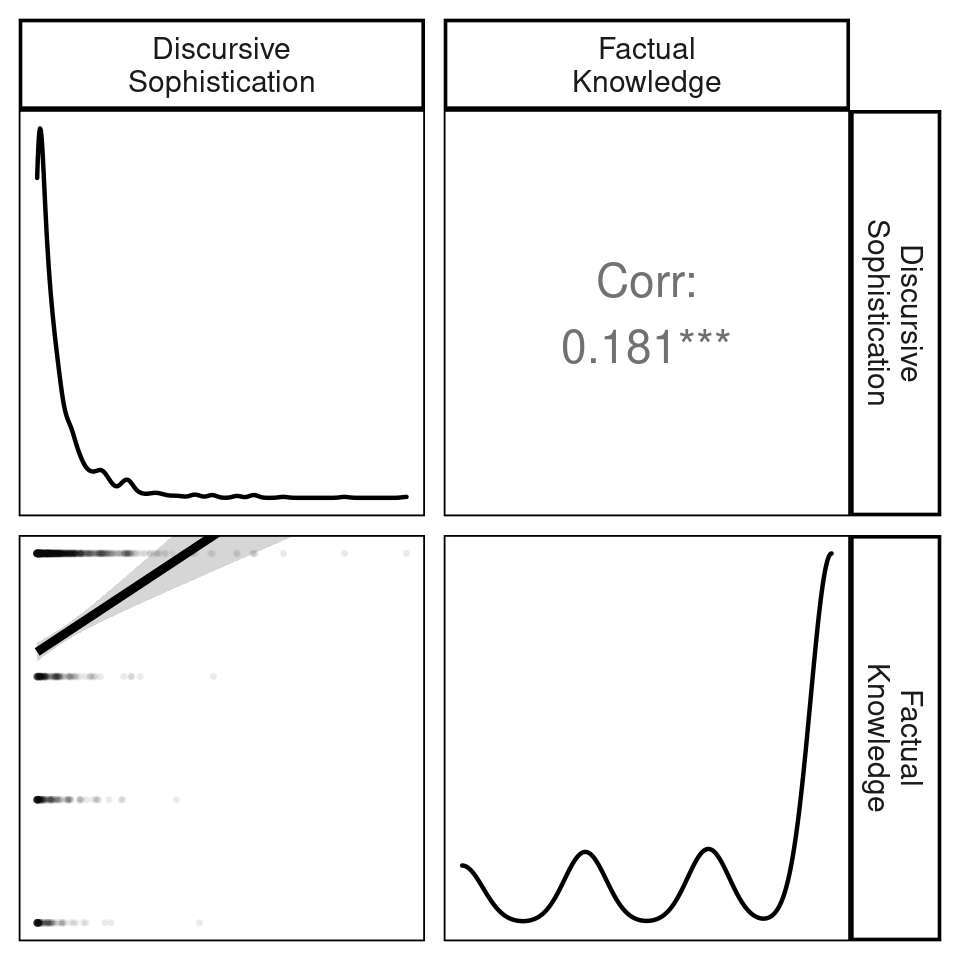 Discursive
Sophistication
Factual
Knowledge
Corr:
0.181***
Discursive
Sophistication
Factual
Knowledge